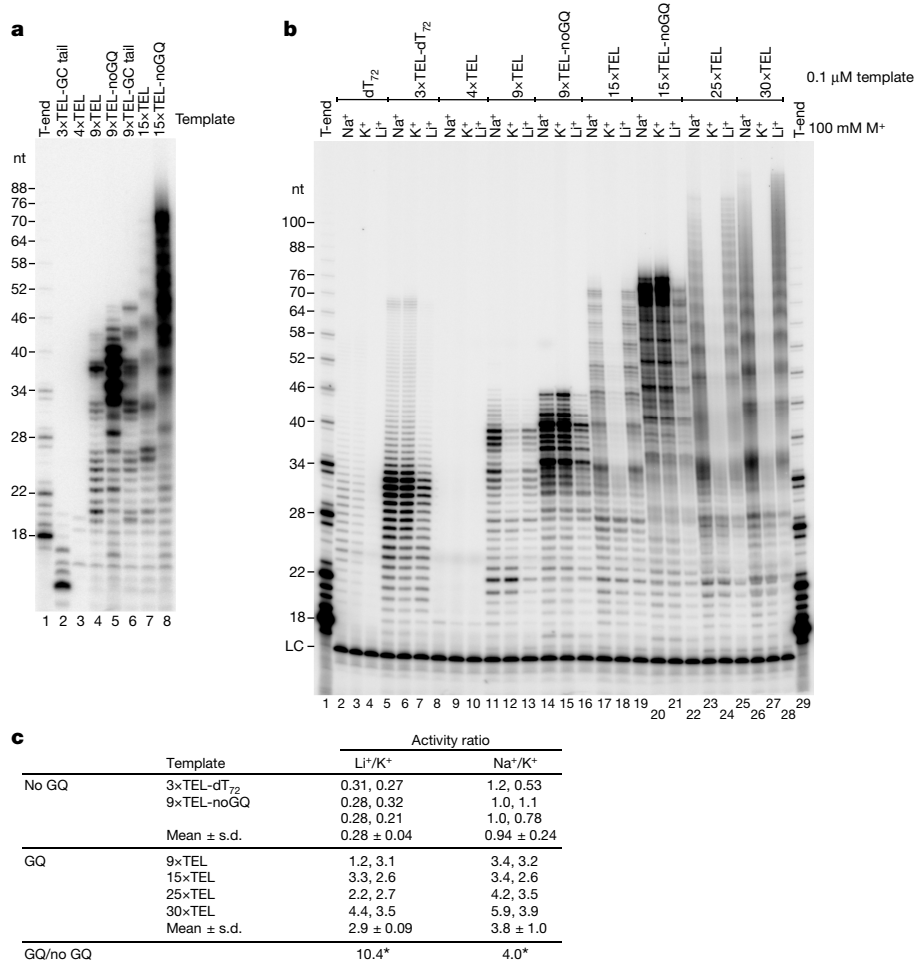 a
T-end
3×TEL-GC tail
4×TEL
9×TEL
9×TEL-noGQ
9×TEL-GC tail
15×TEL
15×TEL-noGQ
Template
nt
88
76
70
64
58
52
46
40
34
28
22
18
1 2 3 4 5 6 7 8
b
dT72
3×TEL-dT72
4×TEL
9×TEL
9×TEL-noGQ
15×TEL
15×TEL-noGQ
25×TEL
30×TEL
0.1 μM template
T-end Na+ K+ Li+ Na+ K+ Li+ Na+ K+ Li+ Na+ K+ Li+ Na+ K+ Li+ Na+ K+ Li+ Na+ K+ Li+ Na+ K+ Li+ Na+ K+ Li+ T-end
100 mM M+
nt
100
88
76
70
64
58
52
46
40
34
28
22
18
LC
1 2 3 4 5 6 7 8 9 10 11 12 13 14 15 16 17 18 19 20 21 22 23 24 25 26 27 28 29
c
Activity ratio
Template Li+/K+ Na+/K+
No GQ 3×TEL-dT72 0.31, 0.27 1.2, 0.53
9×TEL-noGQ 0.28, 0.32 1.0, 1.1
0.28, 0.21 1.0, 0.78
Mean ± s.d. 0.28 ± 0.04 0.94 ± 0.24
GQ 9×TEL 1.2, 3.1 3.4, 3.2
15×TEL 3.3, 2.6 3.4, 2.6
25×TEL 2.2, 2.7 4.2, 3.5
30×TEL 4.4, 3.5 5.9, 3.9
Mean ± s.d. 2.9 ± 0.09 3.8 ± 1.0
GQ/no GQ 10.4* 4.0*